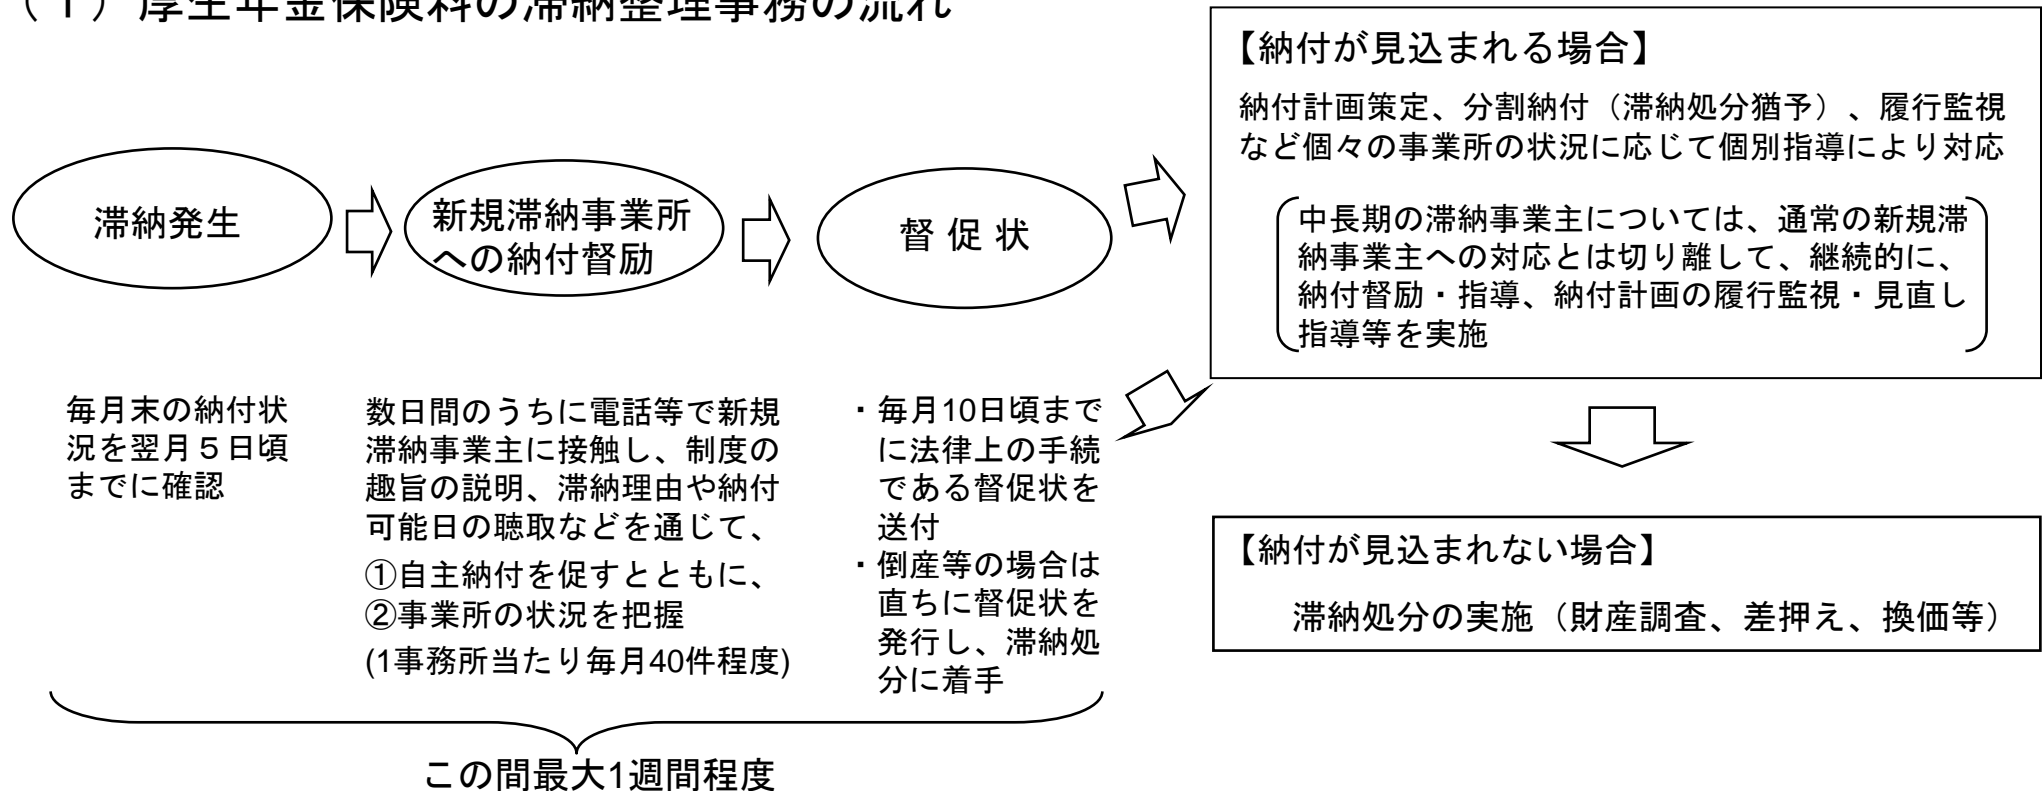 （１）厚生年金保険料の滞納整理事務の流れ
滞納発生
新規滞納事業所
への納付督励
督 促 状
【納付が見込まれる場合】
納付計画策定、分割納付（滞納処分猶予）、履行監視
など個々の事業所の状況に応じて個別指導により対応
中長期の滞納事業主については、通常の新規滞
納事業主への対応とは切り離して、継続的に、
納付督励・指導、納付計画の履行監視・見直し
指導等を実施
毎月末の納付状
況を翌月５日頃
までに確認
数日間のうちに電話等で新規
滞納事業主に接触し、制度の
趣旨の説明、滞納理由や納付
可能日の聴取などを通じて、
①自主納付を促すとともに、
②事業所の状況を把握
(1事務所当たり毎月40件程度)
・毎月10日頃まで
に法律上の手続
である督促状を
送付
・倒産等の場合は
直ちに督促状を
発行し、滞納処
分に着手
【納付が見込まれない場合】
滞納処分の実施（財産調査、差押え、換価等）
この間最大1週間程度